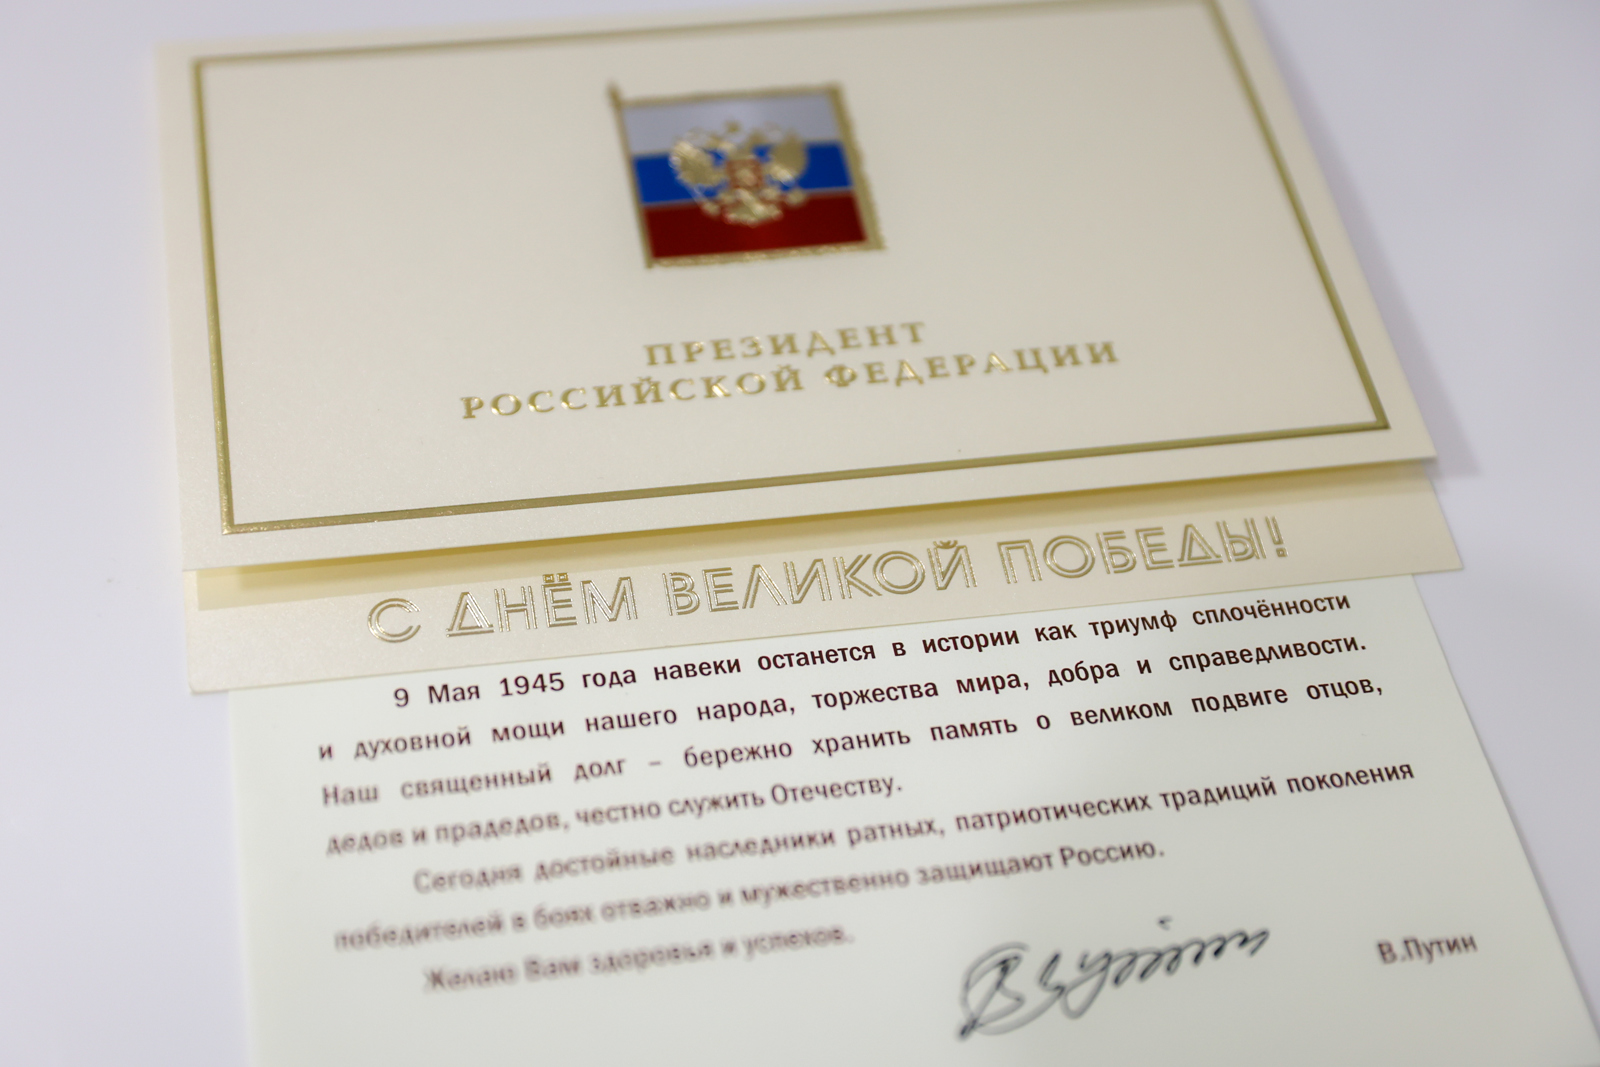 ПРЕЗИДЕНТ
РОССИЙСКОЙ ФЕДЕРАЦИИ
С ДНЁМ ВЕЛИКОЙ ПОБЕДЫ!
9 Мая 1945 года навеки останется в истории как триумф сплочённости
и духовной мощи нашего народа, торжества мира, добра и справедливости.
Наш священный долг – бережно хранить память о великом подвиге отцов,
дедов и прадедов, честно служить Отечеству.
Сегодня достойные наследники ратных, патриотических традиций поколения
победителей в боях отважно и мужественно защищают Россию.
Желаю Вам здоровья и успехов.
В.Путин